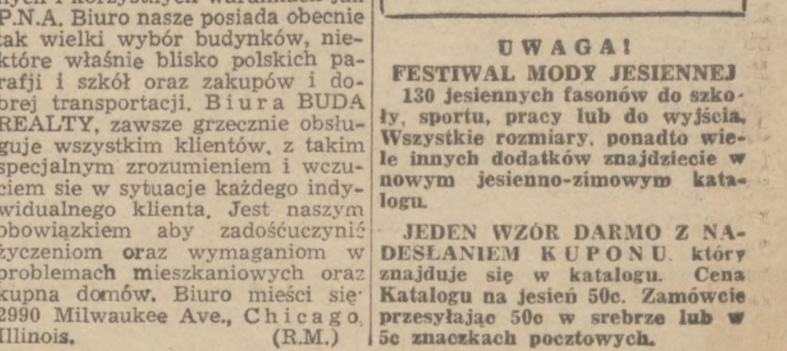 P.N.A. Biuro nasze posiada obecnie
tak wielki wybór budynków, nie-
które właśnie blisko polskich pa-
rafji i szkół oraz zakupów i do-
brej transportacji. Biura BUDA
REALTY, zawsze grzecznie obsłu-
guje wszystkim klientów, z takim
specjalnym zrozumieniem i wczu-
ciem sie w sytuacje każdego indy-
widualnego klienta. Jest naszym
obowiązkiem aby zadośćuczynić
życzeniom oraz wymaganiom w
problemach mieszkaniowych oraz
kupna domów. Biuro mieści się
2990 Milwaukee Ave., Chicago,
Illinois. (R.M.)
UWAGA!
FESTIWAL MODY JESIENNEJ
130 jesiennych fasonów do szko-
ły, sportu, pracy lub do wyjścia.
Wszystkie rozmiary, ponadto wie-
le innych dodatków znajdziecie w
nowym jesienno-zimowym kata-
logu.
JEDEN WZÓR DARMO Z NA-
DESŁANIEM KUPONU, który
znajduje się w katalogu. Cena
Katalogu na jesień 50c. Zamówcie
przesyłając 50c w srebrze lub w
5c znaczkach pocztowych.